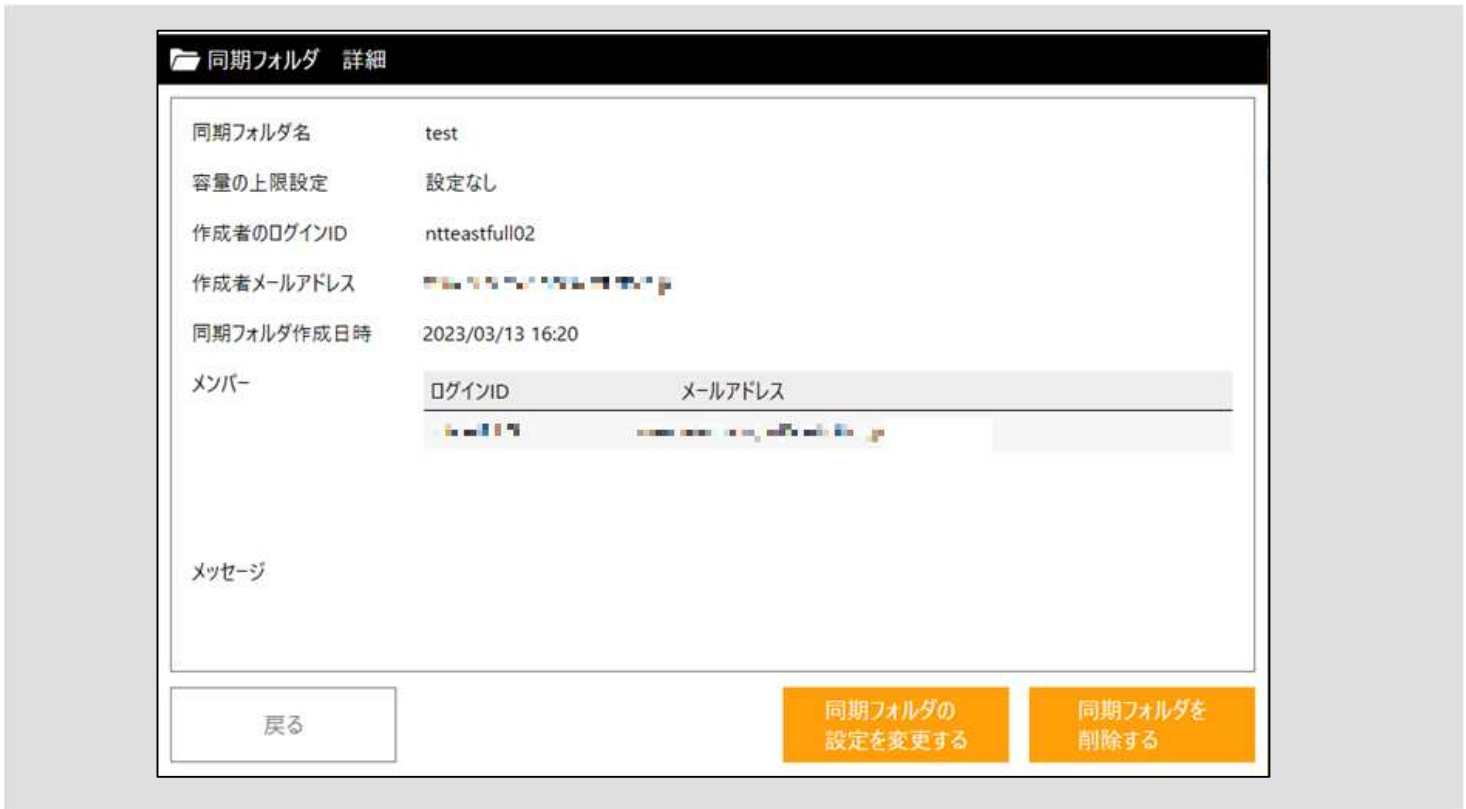 同期フォルダ　詳細
同期フォルダ名 test
容量の上限設定 設定なし
作成者のログインID ntteastfull02
作成者メールアドレス
同期フォルダ作成日時 2023/03/13 16:20
メンバー
ログインID メールアドレス
メッセージ
戻る
同期フォルダの
設定を変更する
同期フォルダを
削除する